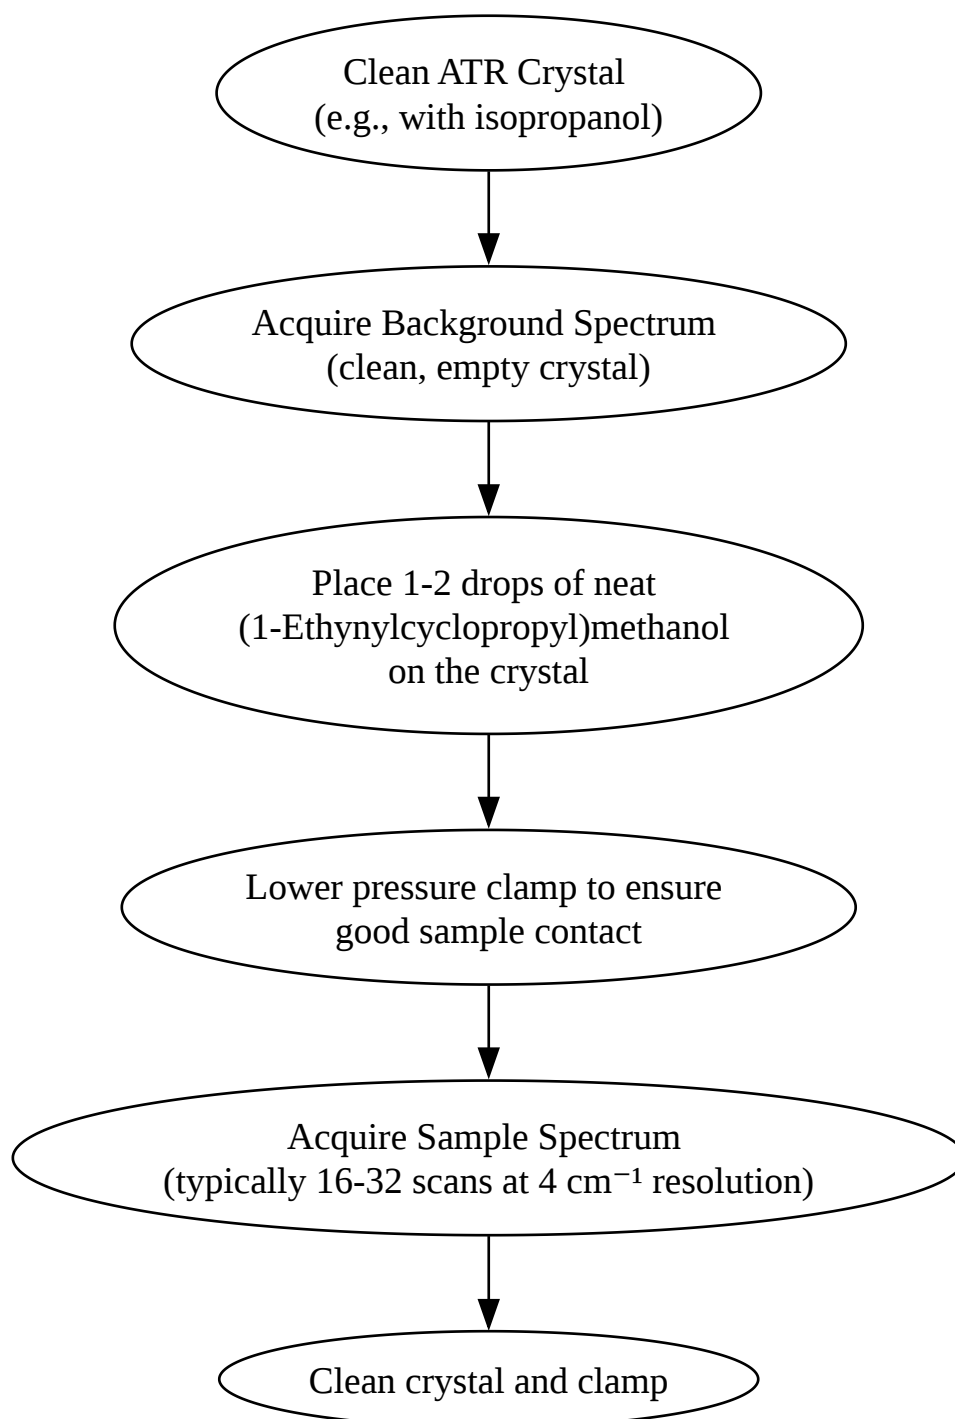 Clean ATR Crystal
(e.g., with isopropanol)
Acquire Background Spectrum
(clean, empty crystal)
Place 1-2 drops of neat
(1-Ethynylcyclopropyl)methanol
on the crystal
Lower pressure clamp to ensure
good sample contact
Acquire Sample Spectrum
(typically 16-32 scans at 4 cm⁻¹ resolution)
Clean crystal and clamp